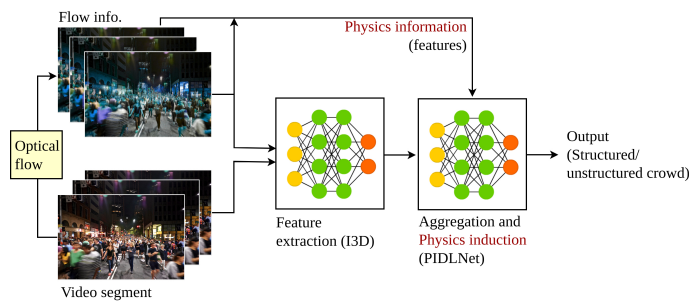 Flow info.
Physics information
(features)
Optical
flow
Output
(Structured/
unstructured crowd)
Feature
extraction (I3D)
Aggregation and
Physics induction
(PIDLNet)
Video segment